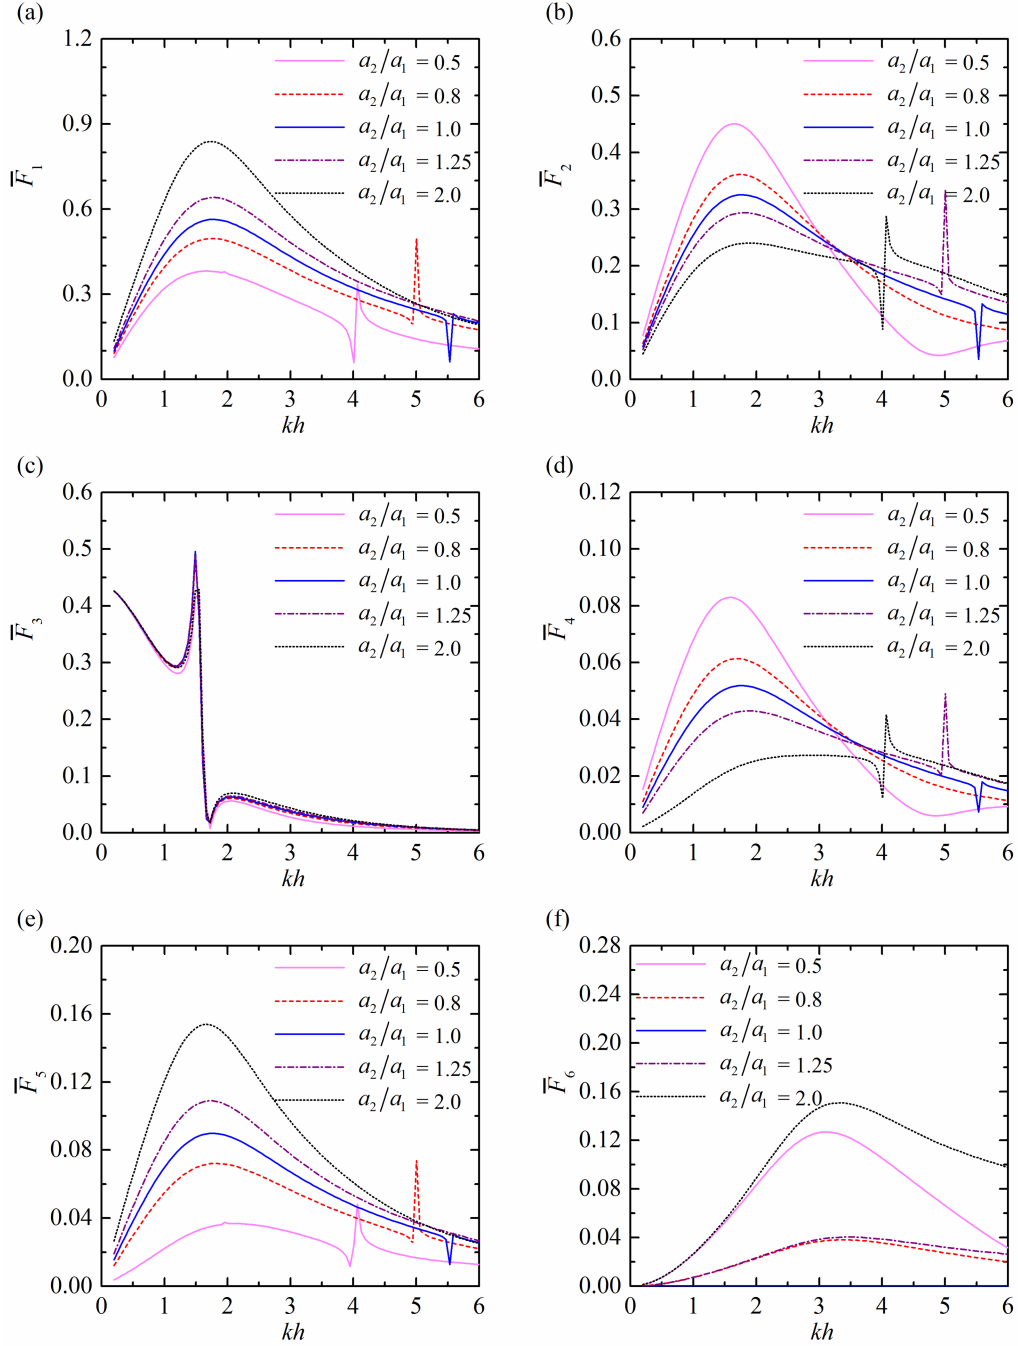 (a)
1.2
0.9
0.6
0.3
0.0
F̅₁
0 1 2 3 4 5 6
kh
a₂/a₁ = 0.5
a₂/a₁ = 0.8
a₂/a₁ = 1.0
a₂/a₁ = 1.25
a₂/a₁ = 2.0
(b)
0.6
0.5
0.4
0.3
0.2
0.1
0.0
F̅₂
0 1 2 3 4 5 6
kh
a₂/a₁ = 0.5
a₂/a₁ = 0.8
a₂/a₁ = 1.0
a₂/a₁ = 1.25
a₂/a₁ = 2.0
(c)
0.6
0.5
0.4
0.3
0.2
0.1
0.0
F̅₃
0 1 2 3 4 5 6
kh
a₂/a₁ = 0.5
a₂/a₁ = 0.8
a₂/a₁ = 1.0
a₂/a₁ = 1.25
a₂/a₁ = 2.0
(d)
0.12
0.10
0.08
0.06
0.04
0.02
0.00
F̅₄
0 1 2 3 4 5 6
kh
a₂/a₁ = 0.5
a₂/a₁ = 0.8
a₂/a₁ = 1.0
a₂/a₁ = 1.25
a₂/a₁ = 2.0
(e)
0.20
0.16
0.12
0.08
0.04
0.00
F̅₅
0 1 2 3 4 5 6
kh
a₂/a₁ = 0.5
a₂/a₁ = 0.8
a₂/a₁ = 1.0
a₂/a₁ = 1.25
a₂/a₁ = 2.0
(f)
0.28
0.24
0.20
0.16
0.12
0.08
0.04
0.00
F̅₆
0 1 2 3 4 5 6
kh
a₂/a₁ = 0.5
a₂/a₁ = 0.8
a₂/a₁ = 1.0
a₂/a₁ = 1.25
a₂/a₁ = 2.0